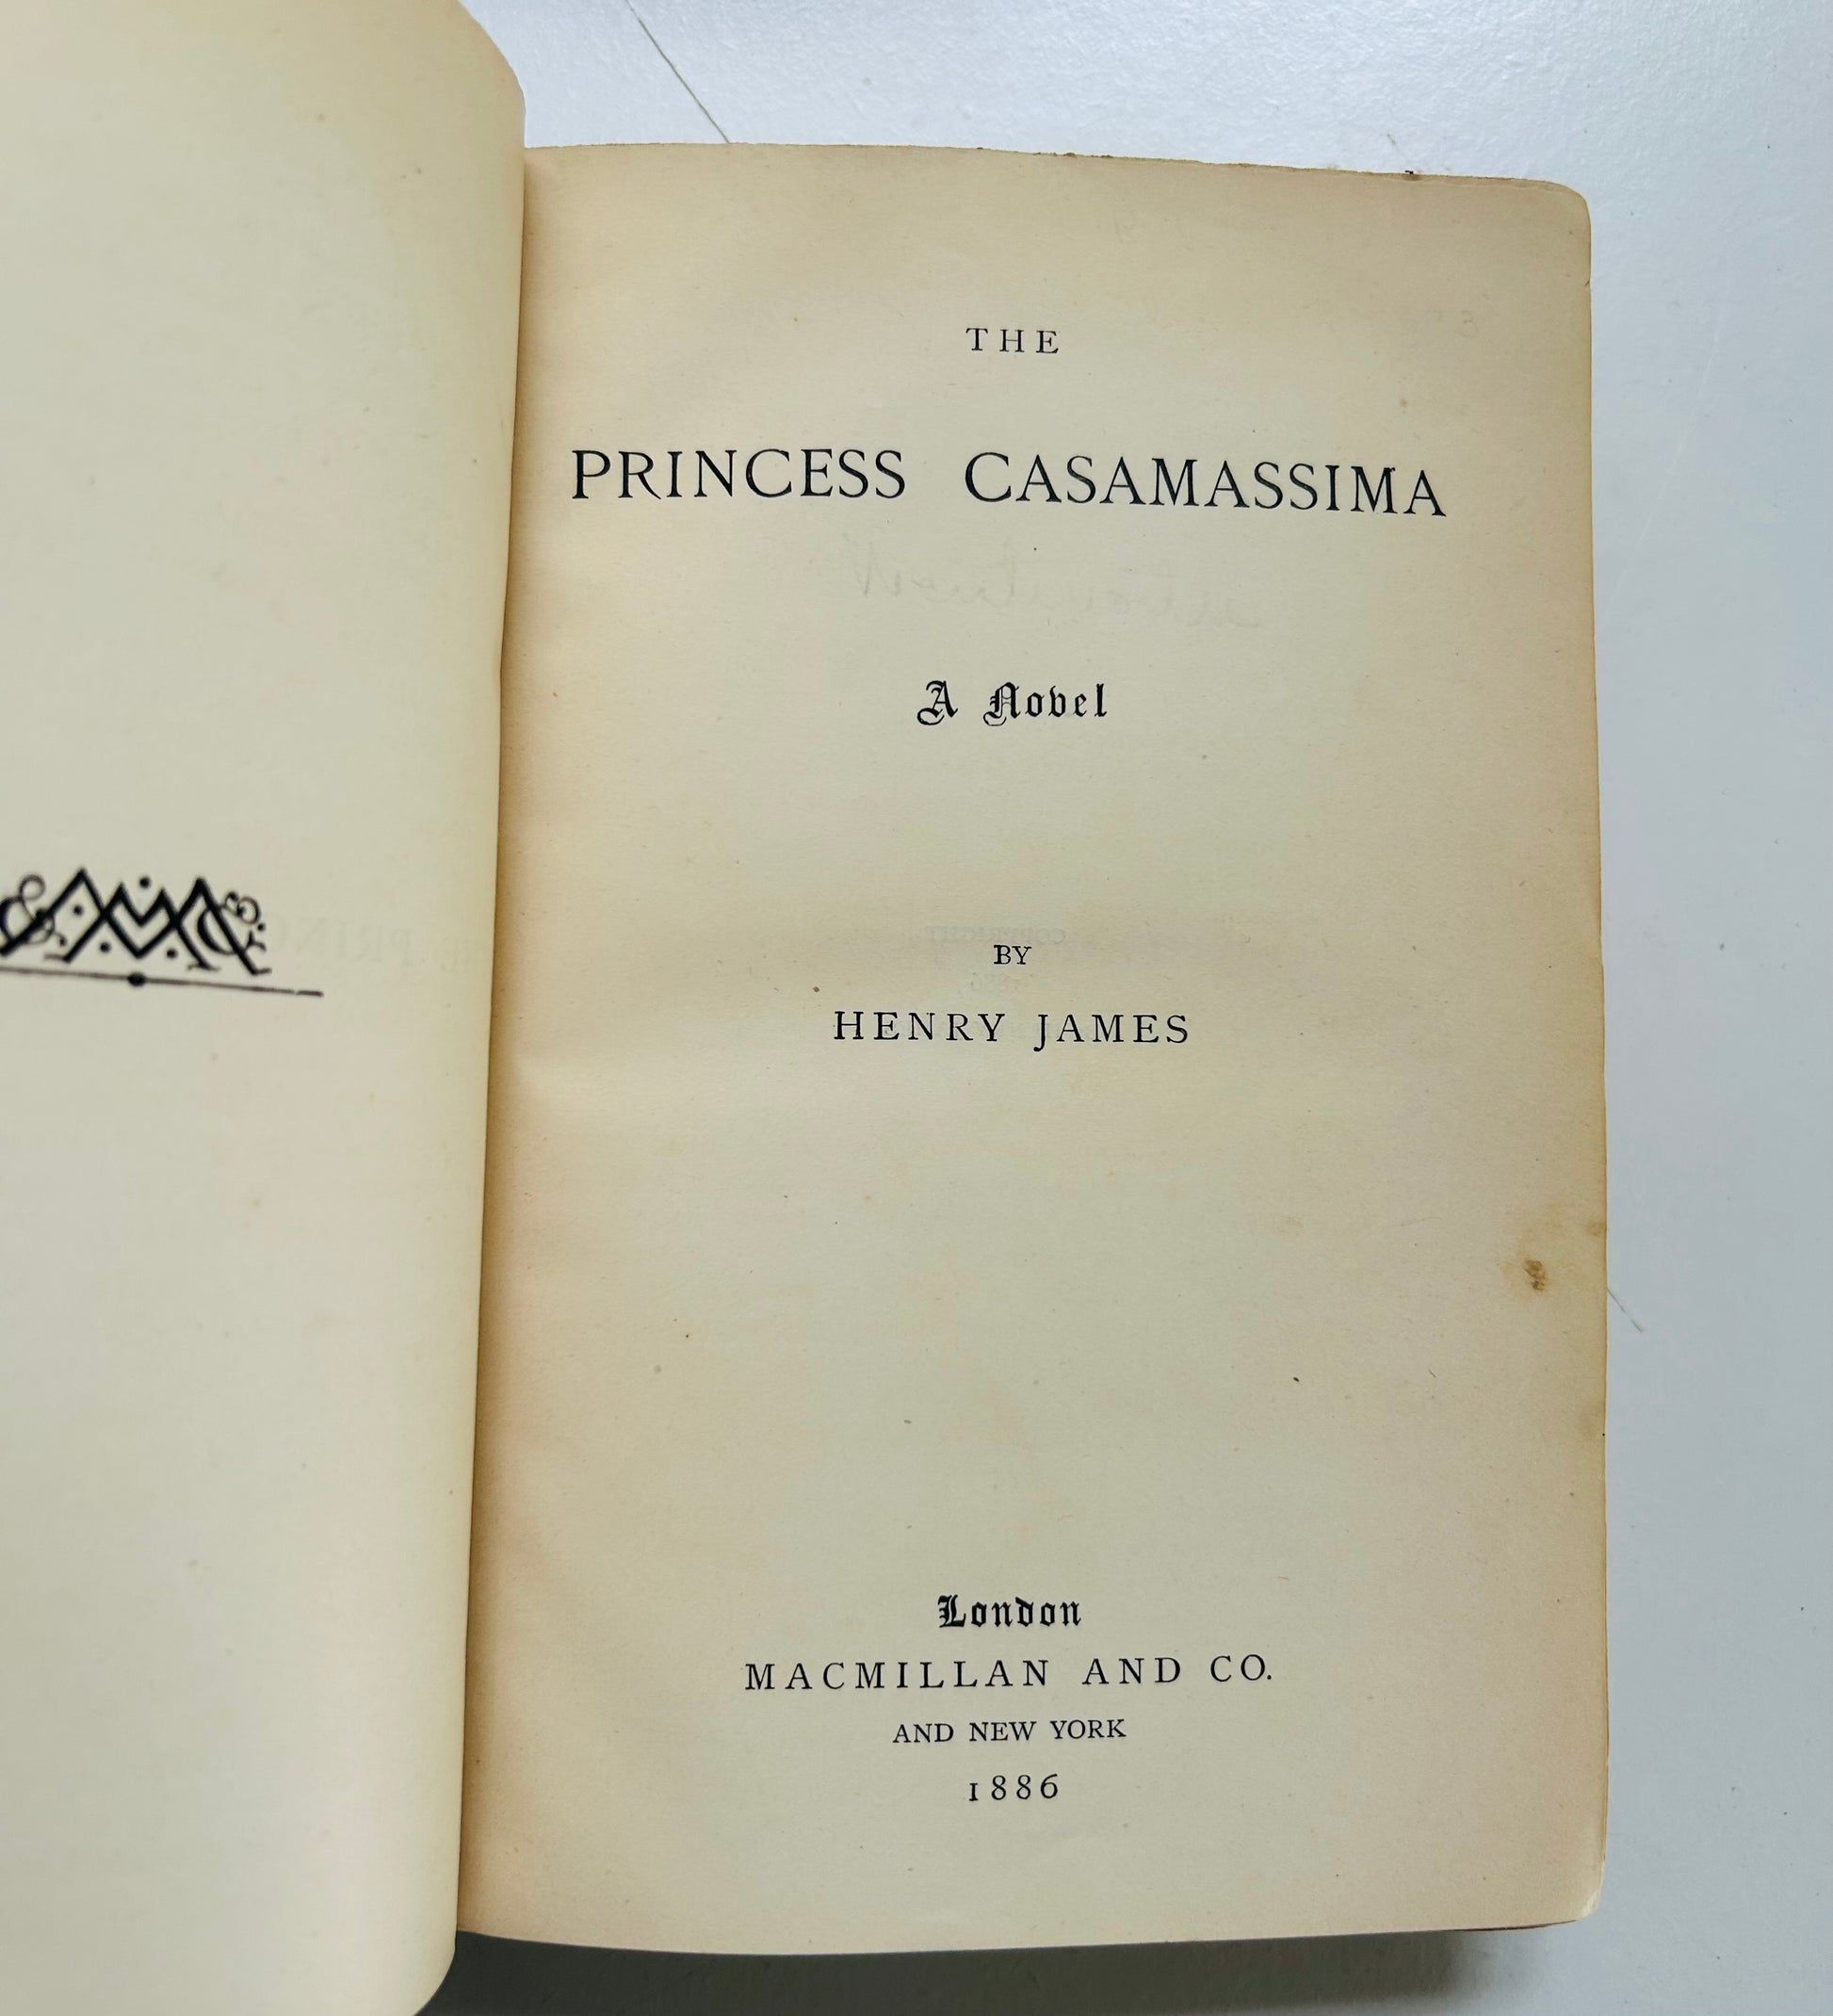 THE
PRINCESS CASAMASSIMA
A Novel
BY
HENRY JAMES
London
MACMILLAN AND CO.
AND NEW YORK
1886